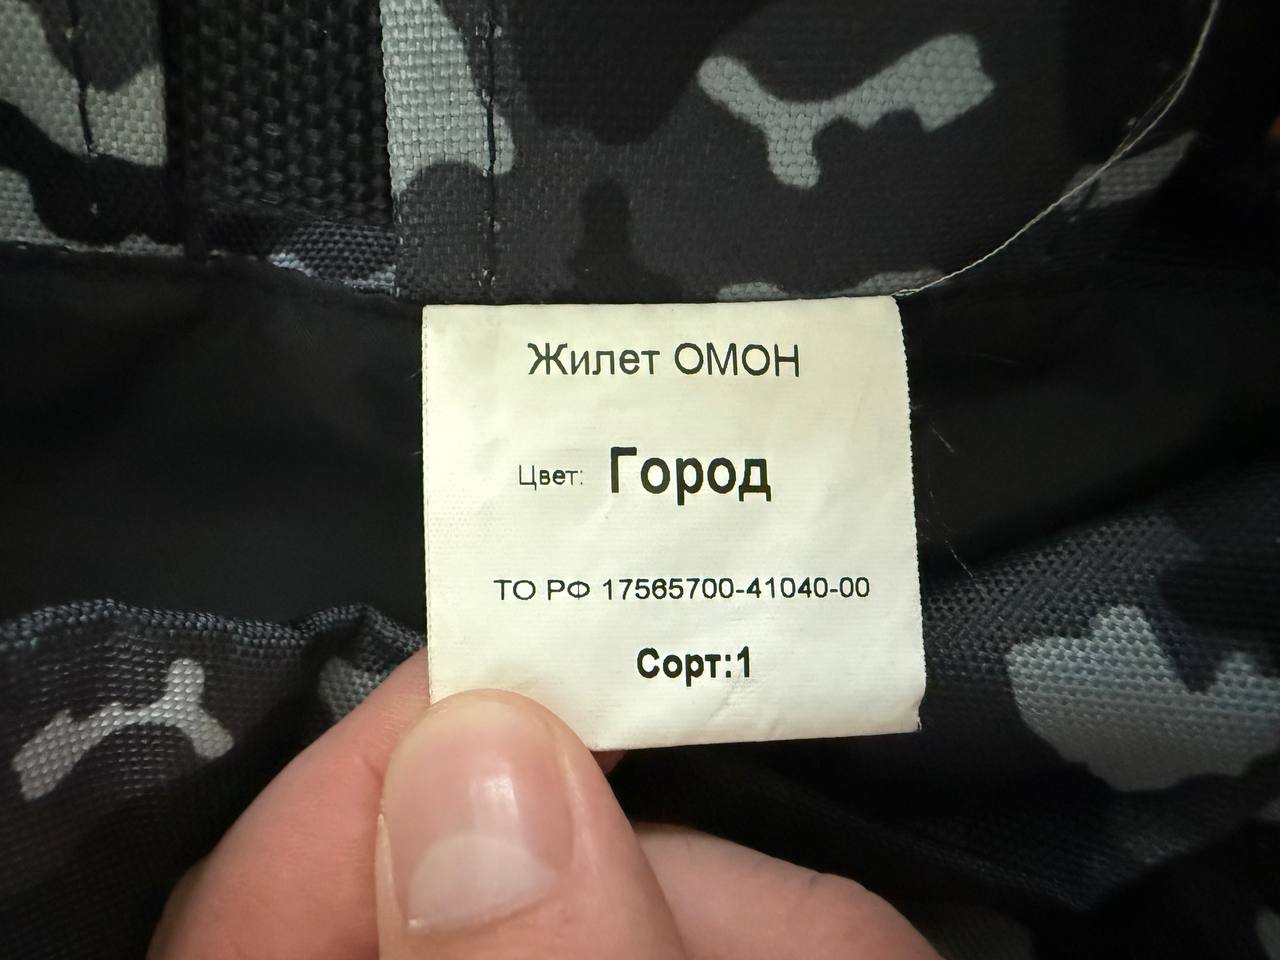 Жилет ОМОН
Цвет: Город
ТО РФ 17565700-41040-00
Сорт:1